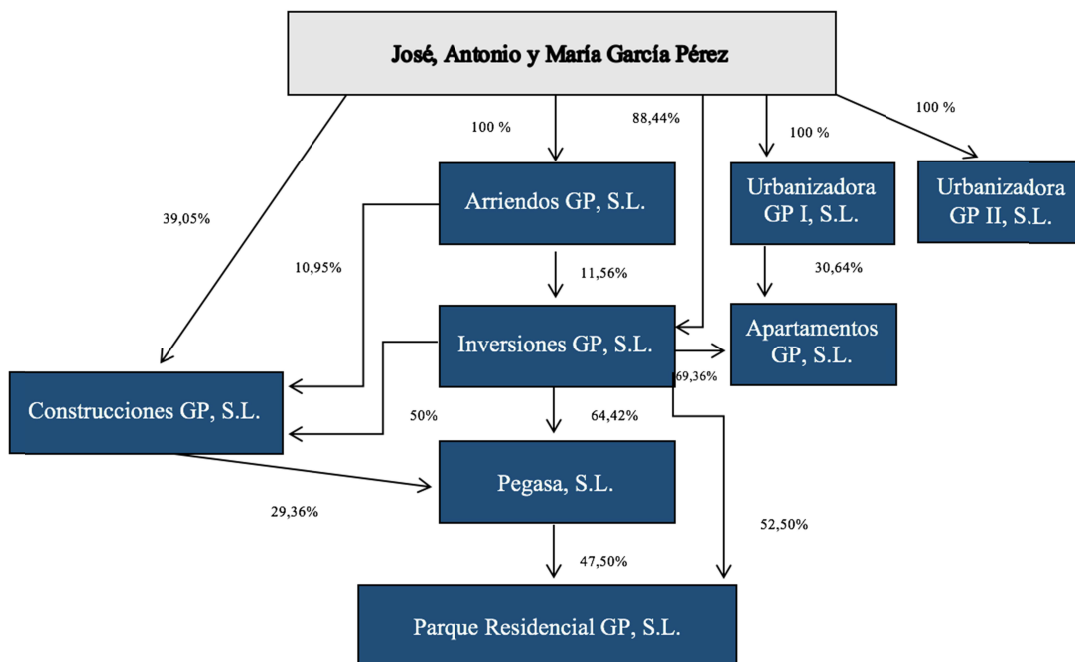 José, Antonio y María García Pérez
100 %
88,44%
100 %
100 %
Arriendos GP, S.L.
Urbanizadora
GP I, S.L.
Urbanizadora
GP II, S.L.
39,05%
10,95%
11,56%
30,64%
Inversiones GP, S.L.
Apartamentos
GP, S.L.
69,36%
Construcciones GP, S.L.
50%
64,42%
Pegasa, S.L.
29,36%
52,50%
47,50%
Parque Residencial GP, S.L.